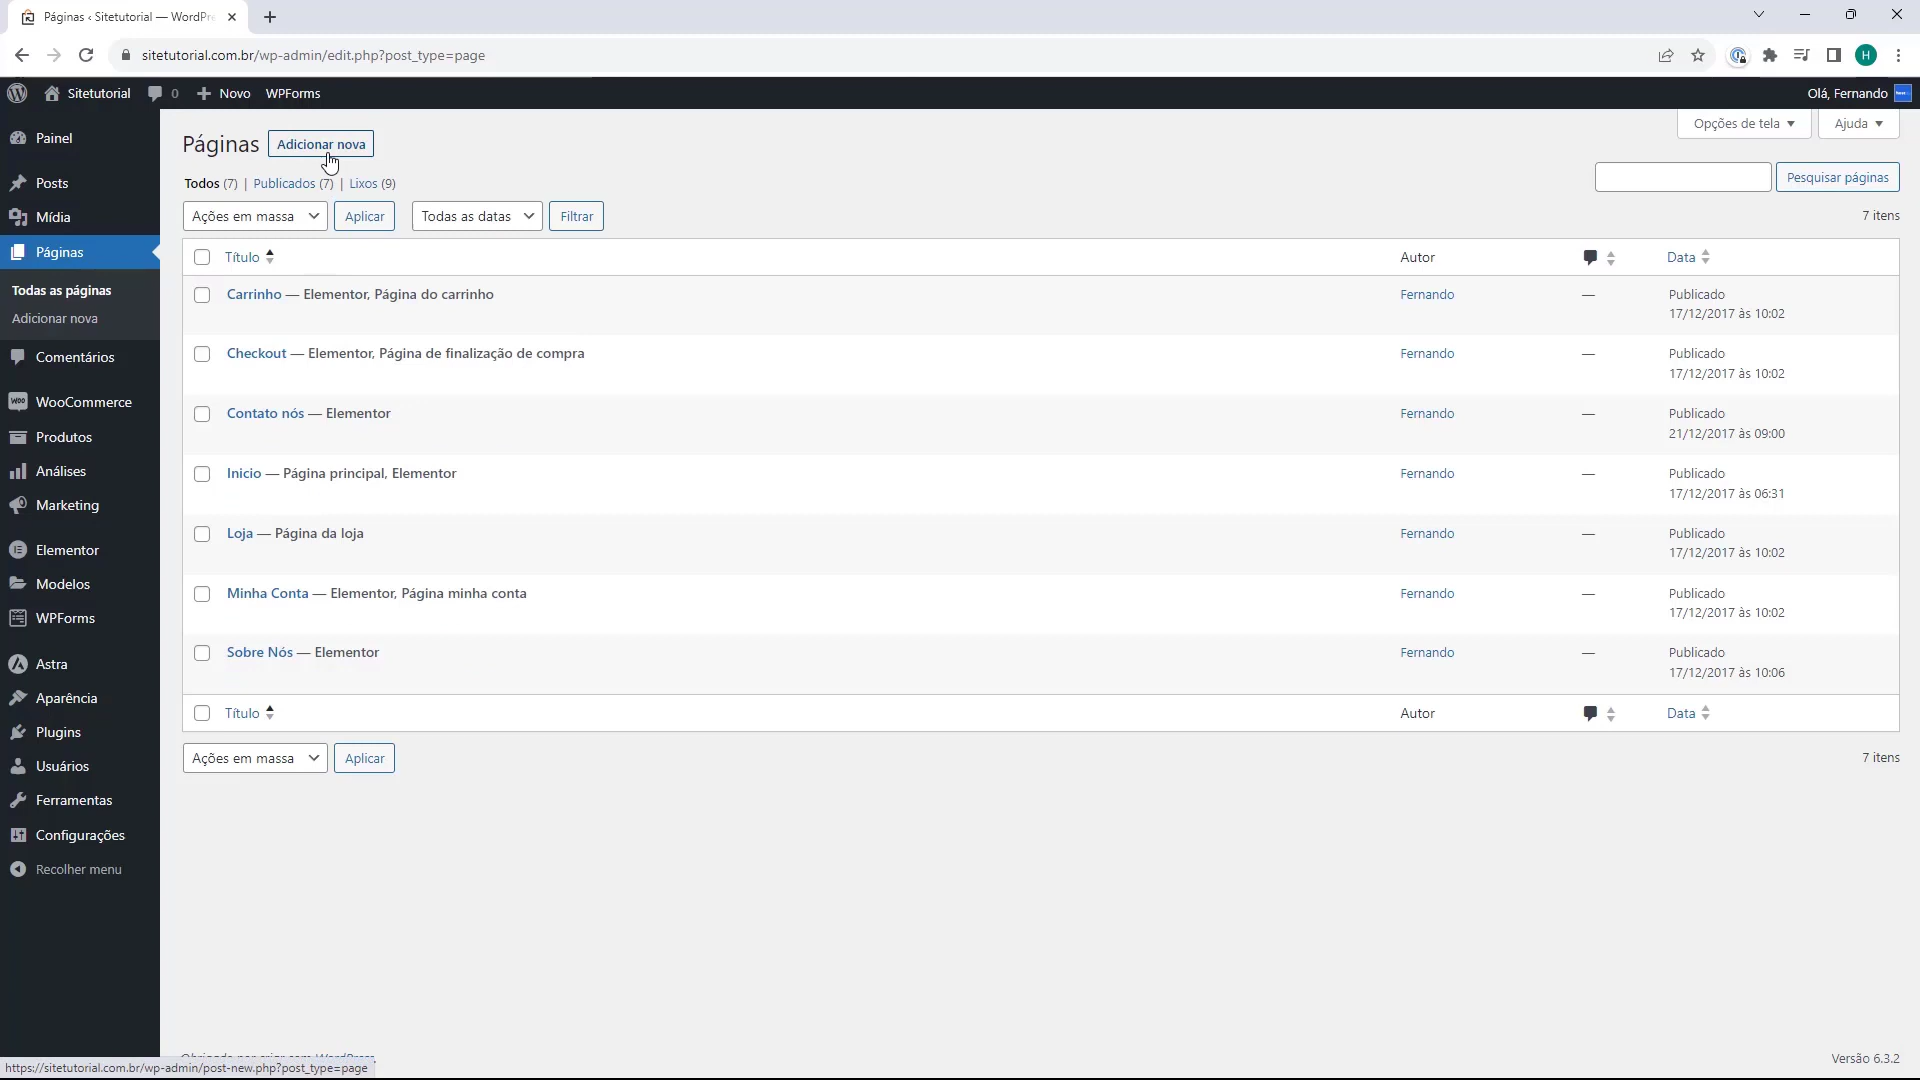 Páginas ‹ Sitetutorial — WordPre
sitetutorial.com.br/wp-admin/edit.php?post_type=page
H
Sitetutorial 0 Novo WPForms
Olá, Fernando
Painel
Posts
Mídia
Páginas
Todas as páginas
Adicionar nova
Comentários
WooCommerce
Produtos
Análises
Marketing
Elementor
Modelos
WPForms
Astra
Aparência
Plugins
Usuários
Ferramentas
Configurações
Recolher menu
Páginas Adicionar nova
Opções de tela Ajuda
Todos (7) | Publicados (7) | Lixos (9)
Pesquisar páginas
Ações em massa Aplicar Todas as datas Filtrar
7 itens
Título Autor Data
Carrinho — Elementor, Página do carrinho Fernando — Publicado
17/12/2017 às 10:02
Checkout — Elementor, Página de finalização de compra Fernando — Publicado
17/12/2017 às 10:02
Contato nós — Elementor Fernando — Publicado
21/12/2017 às 09:00
Inicio — Página principal, Elementor Fernando — Publicado
17/12/2017 às 06:31
Loja — Página da loja Fernando — Publicado
17/12/2017 às 10:02
Minha Conta — Elementor, Página minha conta Fernando — Publicado
17/12/2017 às 10:02
Sobre Nós — Elementor Fernando — Publicado
17/12/2017 às 10:06
Título Autor Data
Ações em massa Aplicar
7 itens
Obrigado por criar com WordPress.
Versão 6.3.2
https://sitetutorial.com.br/wp-admin/post-new.php?post_type=page